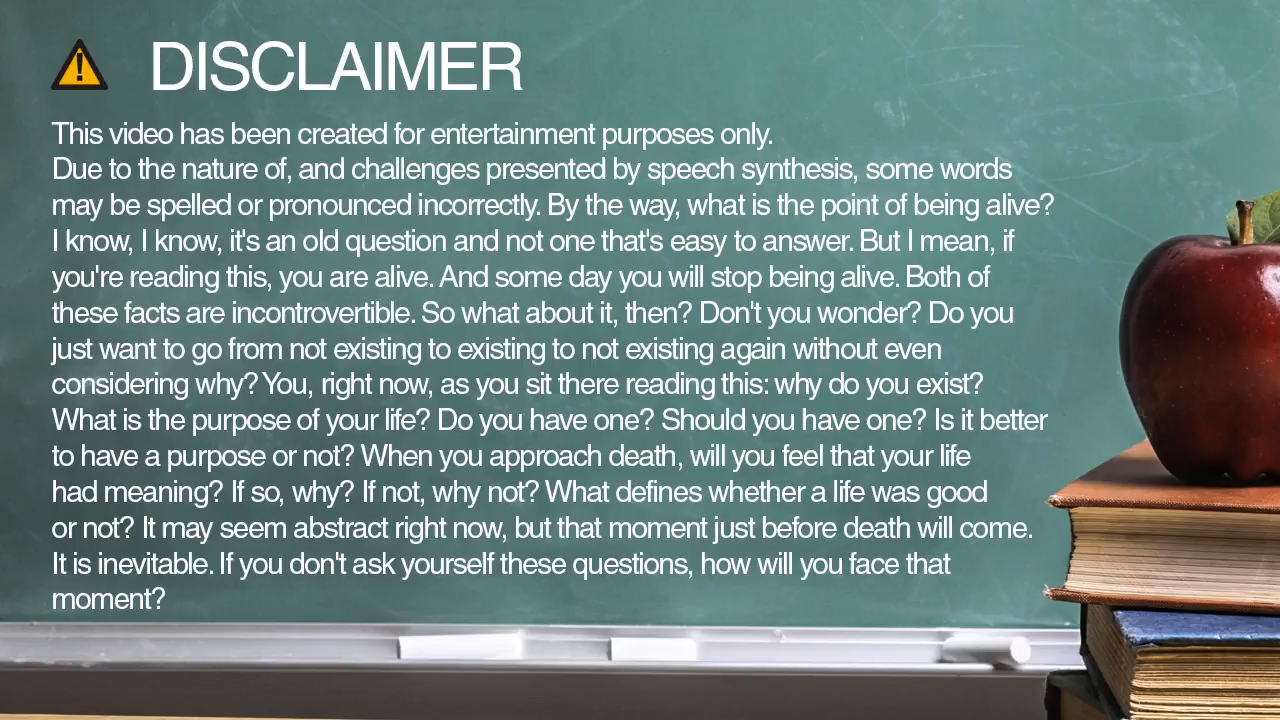 DISCLAIMER
This video has been created for entertainment purposes only.
Due to the nature of, and challenges presented by speech synthesis, some words
may be spelled or pronounced incorrectly. By the way, what is the point of being alive?
I know, I know, it's an old question and not one that's easy to answer. But I mean, if
you're reading this, you are alive. And some day you will stop being alive. Both of
these facts are incontrovertible. So what about it, then? Don't you wonder? Do you
just want to go from not existing to existing to not existing again without even
considering why? You, right now, as you sit there reading this: why do you exist?
What is the purpose of your life? Do you have one? Should you have one? Is it better
to have a purpose or not? When you approach death, will you feel that your life
had meaning? If so, why? If not, why not? What defines whether a life was good
or not? It may seem abstract right now, but that moment just before death will come.
It is inevitable. If you don't ask yourself these questions, how will you face that
moment?